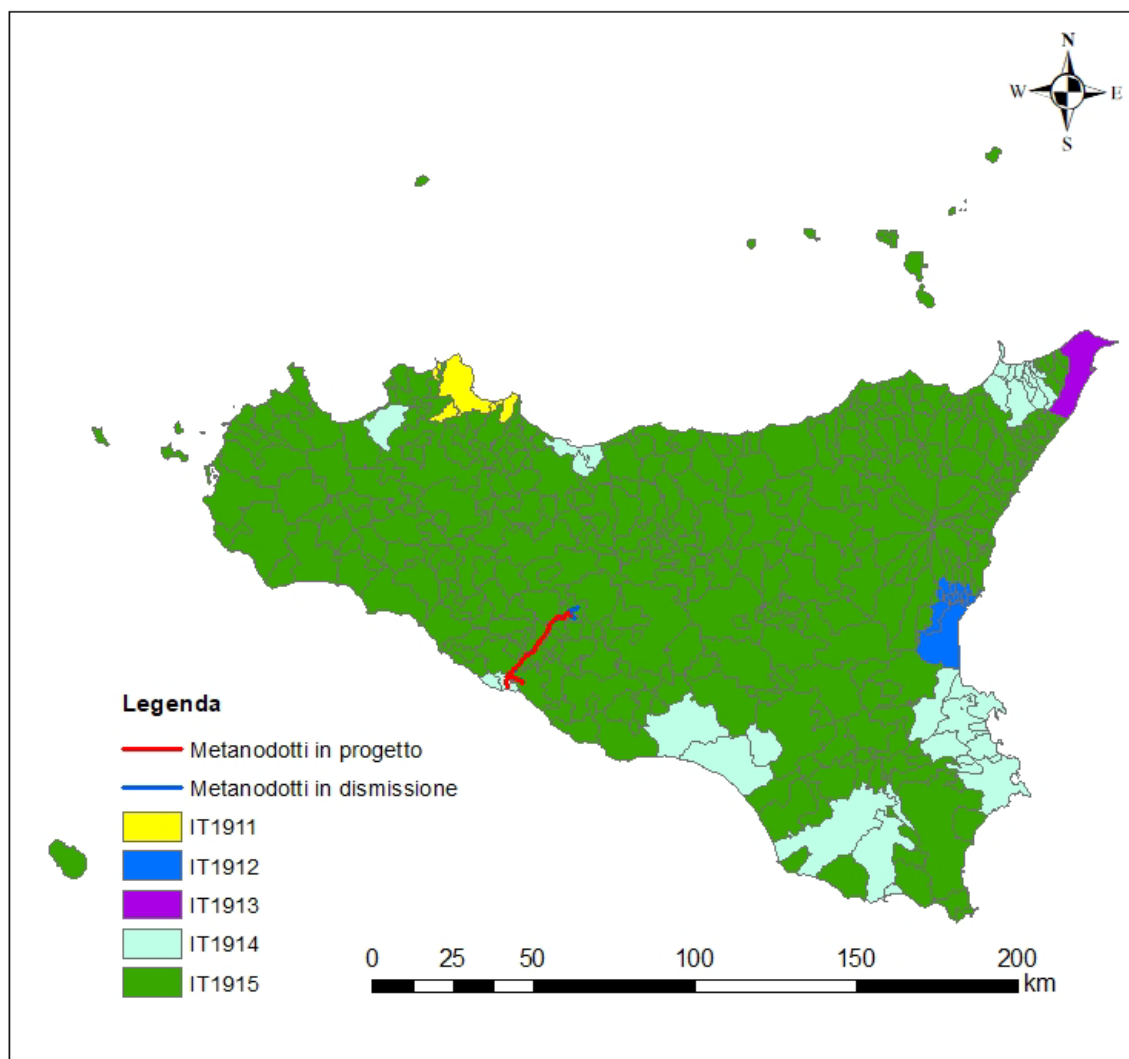 N
W E
S
Legenda
Metanodotti in progetto
Metanodotti in dismissione
IT1911
IT1912
IT1913
IT1914
IT1915
0 25 50 100 150 200
km